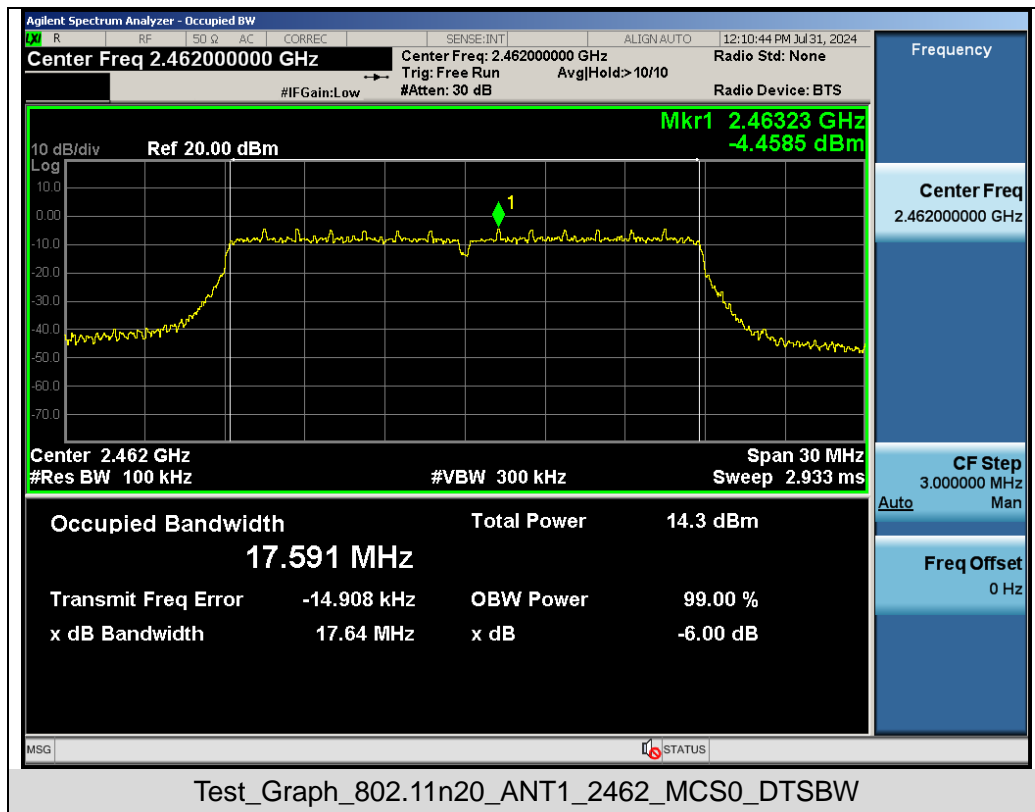 Agilent Spectrum Analyzer - Occupied BW
LXI R RF 50 Ω AC CORREC SENSE:INT ALIGN AUTO 12:10:44 PM Jul 31, 2024
Center Freq 2.462000000 GHz
Center Freq: 2.462000000 GHz
Radio Std: None
Trig: Free Run Avg|Hold:> 10/10
#IFGain:Low #Atten: 30 dB Radio Device: BTS
Mkr1 2.46323 GHz
-4.4585 dBm
10 dB/div Ref 20.00 dBm
Log
10.0
0.00
-10.0
-20.0
-30.0
-40.0
-50.0
-60.0
-70.0
1
Center 2.462 GHz Span 30 MHz
#Res BW 100 kHz #VBW 300 kHz Sweep 2.933 ms
Occupied Bandwidth Total Power 14.3 dBm
17.591 MHz
Transmit Freq Error -14.908 kHz OBW Power 99.00 %
x dB Bandwidth 17.64 MHz x dB -6.00 dB
Frequency
Center Freq
2.462000000 GHz
CF Step
3.000000 MHz
Auto Man
Freq Offset
0 Hz
MSG STATUS
Test_Graph_802.11n20_ANT1_2462_MCS0_DTSBW